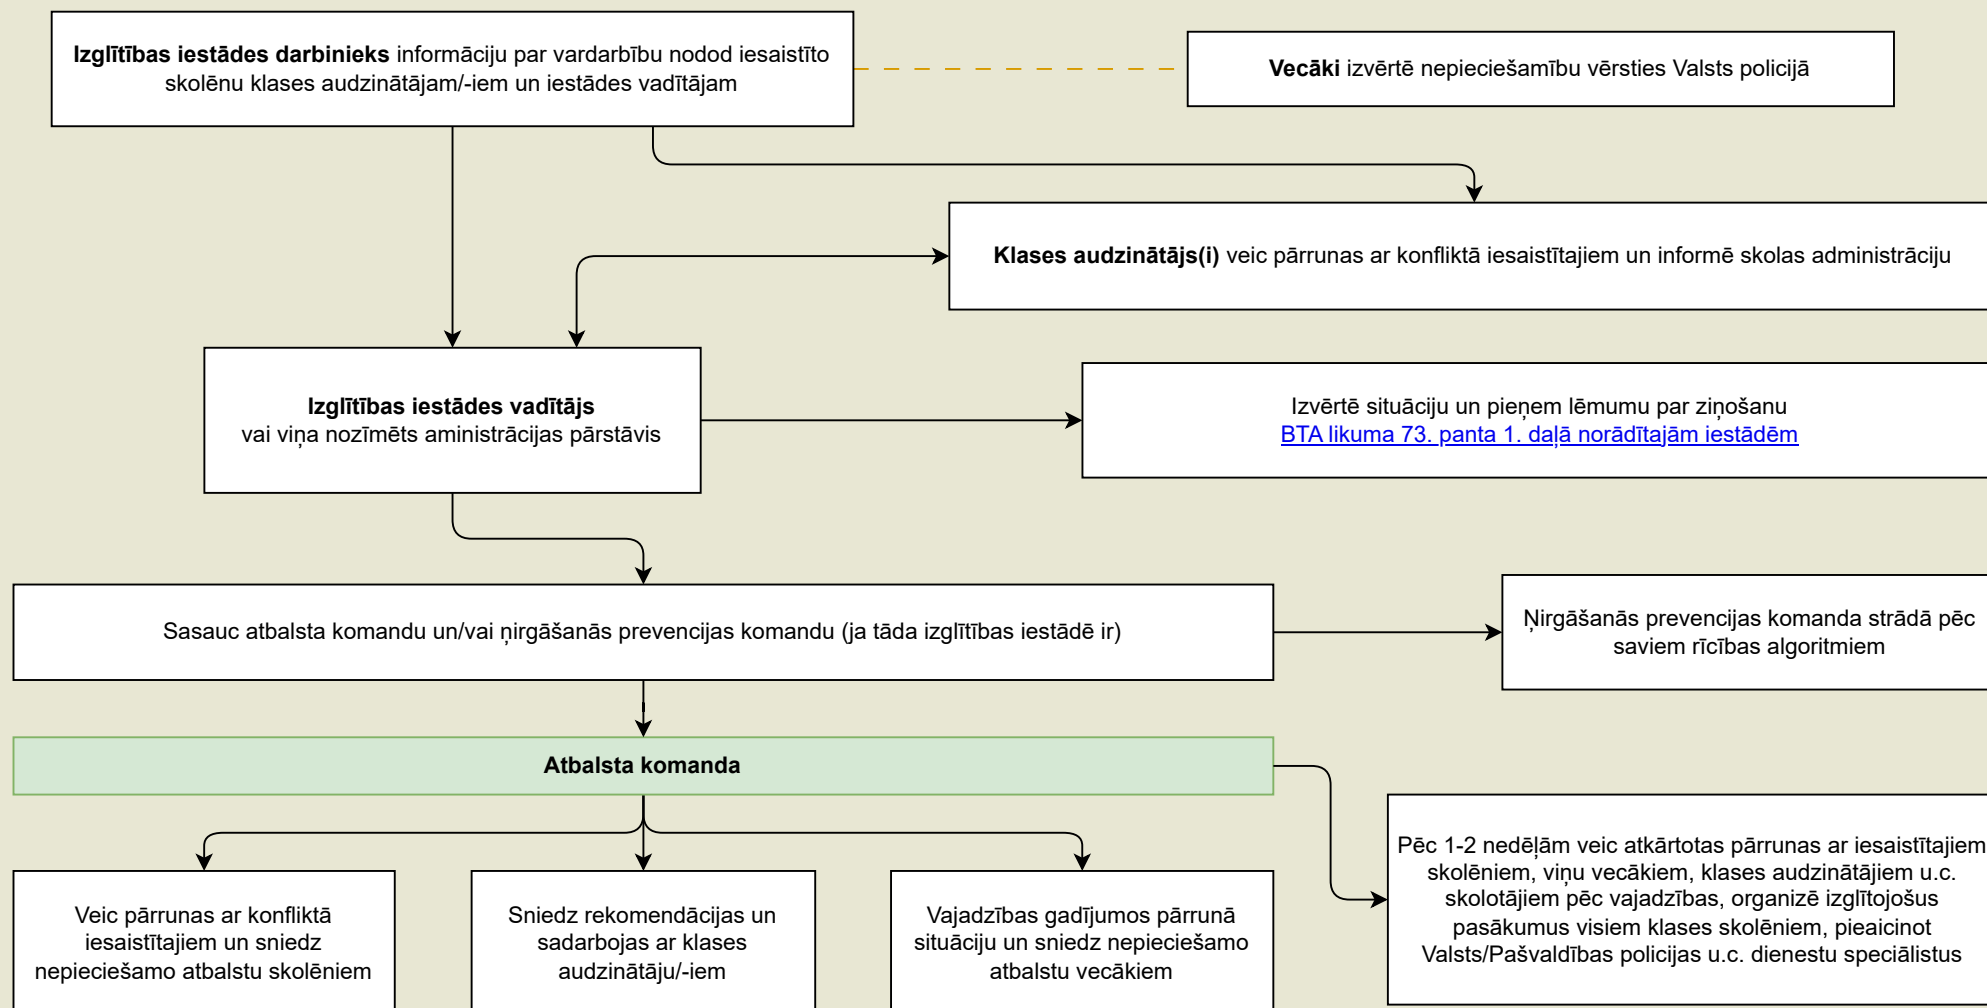 Izglītības iestādes darbinieks informāciju par vardarbību nodod iesaistīto
skolēnu klases audzinātājam/-iem un iestādes vadītājam
Vecāki izvērtē nepieciešamību vērsties Valsts policijā
Klases audzinātājs(i) veic pārrunas ar konfliktā iesaistītajiem un informē skolas administrāciju
Izglītības iestādes vadītājs
vai viņa nozīmēts aministrācijas pārstāvis
Izvērtē situāciju un pieņem lēmumu par ziņošanu
BTA likuma 73. panta 1. daļā norādītajām iestādēm
Sasauc atbalsta komandu un/vai ņirgāšanās prevencijas komandu (ja tāda izglītības iestādē ir)
Ņirgāšanās prevencijas komanda strādā pēc
saviem rīcības algoritmiem
Atbalsta komanda
Veic pārrunas ar konfliktā
iesaistītajiem un sniedz
nepieciešamo atbalstu skolēniem
Sniedz rekomendācijas un
sadarbojas ar klases
audzinātāju/-iem
Vajadzības gadījumos pārrunā
situāciju un sniedz nepieciešamo
atbalstu vecākiem
Pēc 1-2 nedēļām veic atkārtotas pārrunas ar iesaistītajiem
skolēniem, viņu vecākiem, klases audzinātājiem u.c.
skolotājiem pēc vajadzības, organizē izglītojošus
pasākumus visiem klases skolēniem, pieaicinot
Valsts/Pašvaldības policijas u.c. dienestu speciālistus